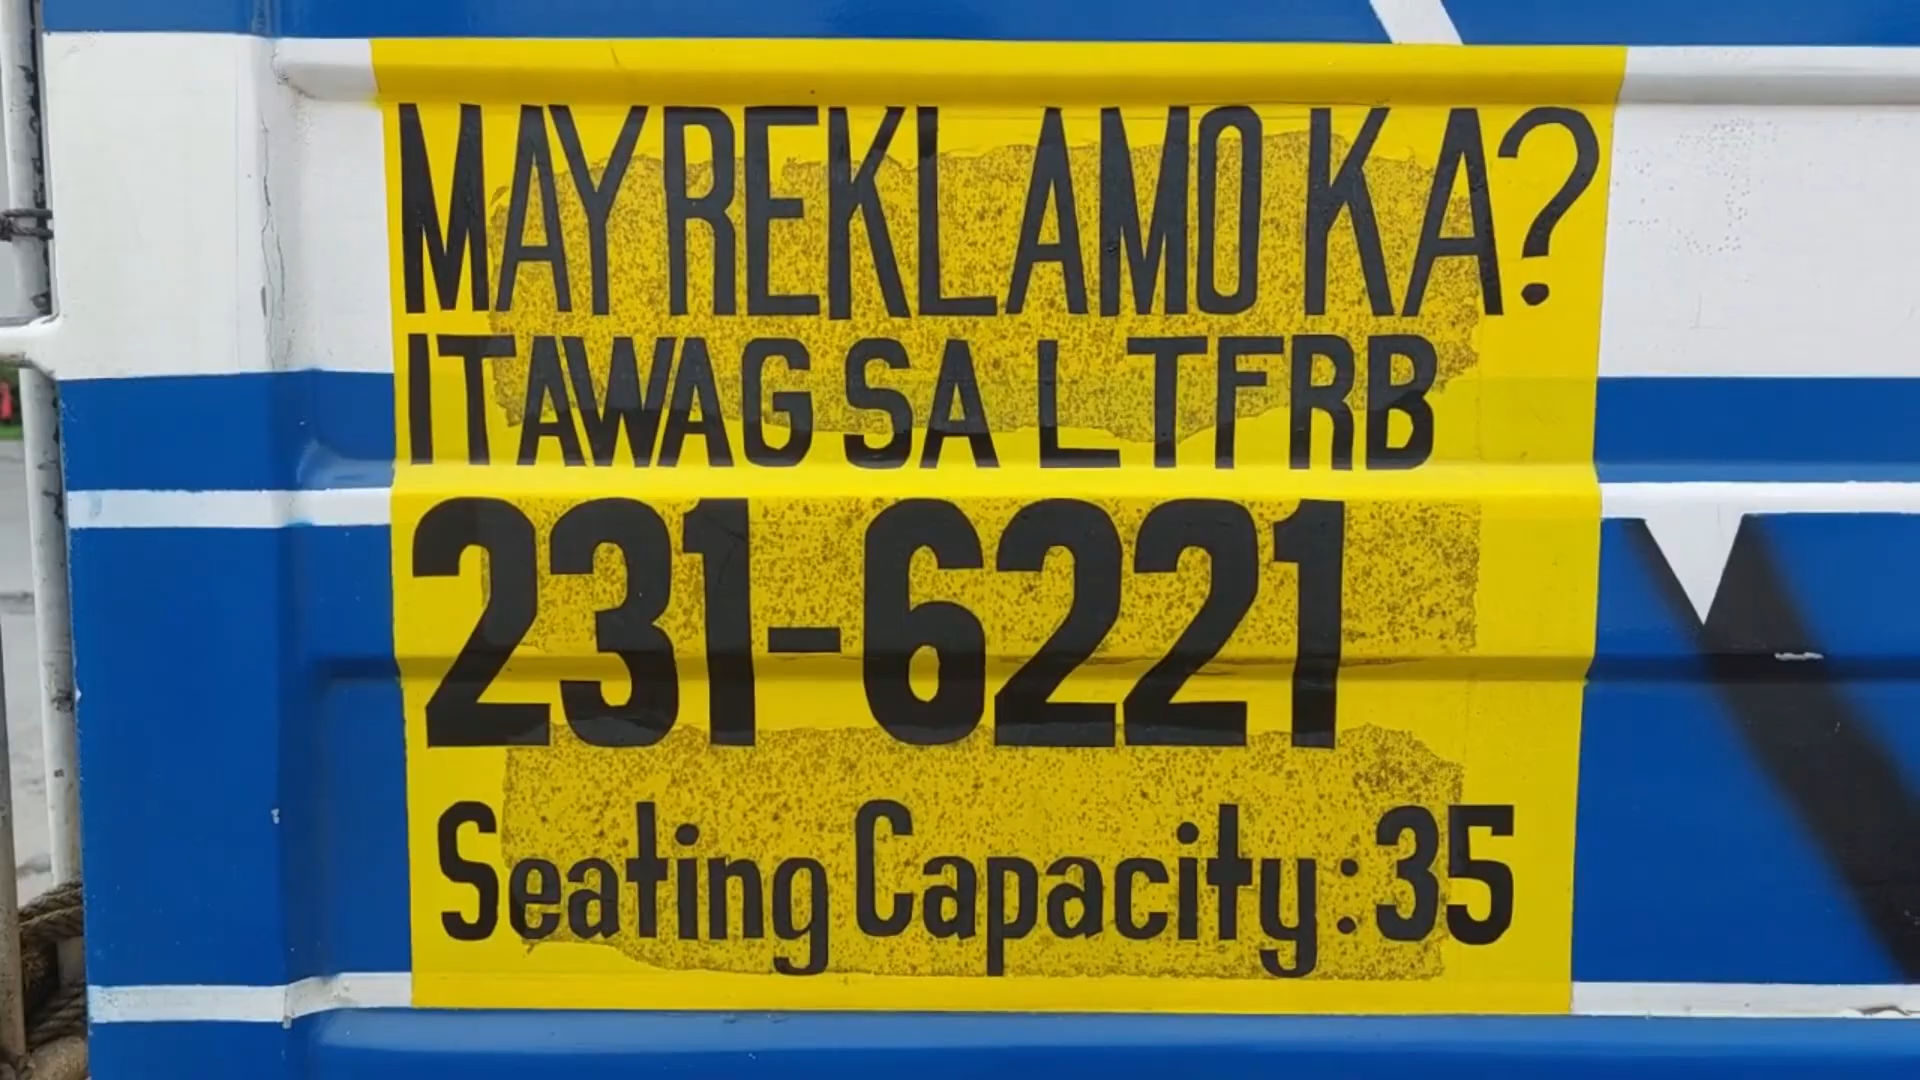 MAY REKLAMO KA?
ITAWAG SA LTFRB
231-6221
Seating Capacity: 35